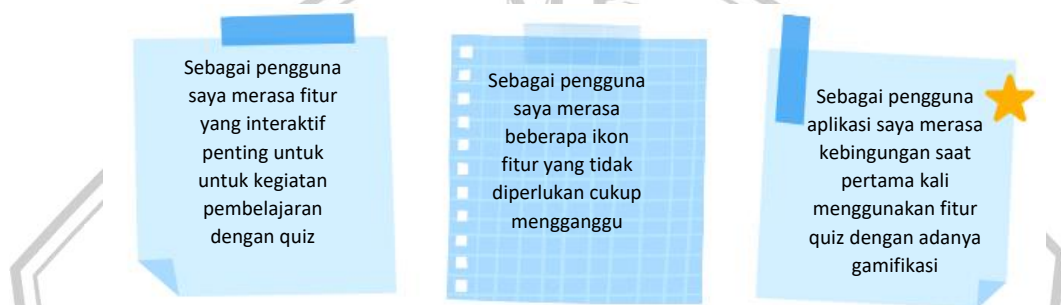 Sebagai pengguna
saya merasa fitur
yang interaktif
penting untuk
untuk kegiatan
pembelajaran
dengan quiz
Sebagai pengguna
saya merasa
beberapa ikon
fitur yang tidak
diperlukan cukup
mengganggu
Sebagai pengguna
aplikasi saya merasa
kebingungan saat
pertama kali
menggunakan fitur
quiz dengan adanya
gamifikasi